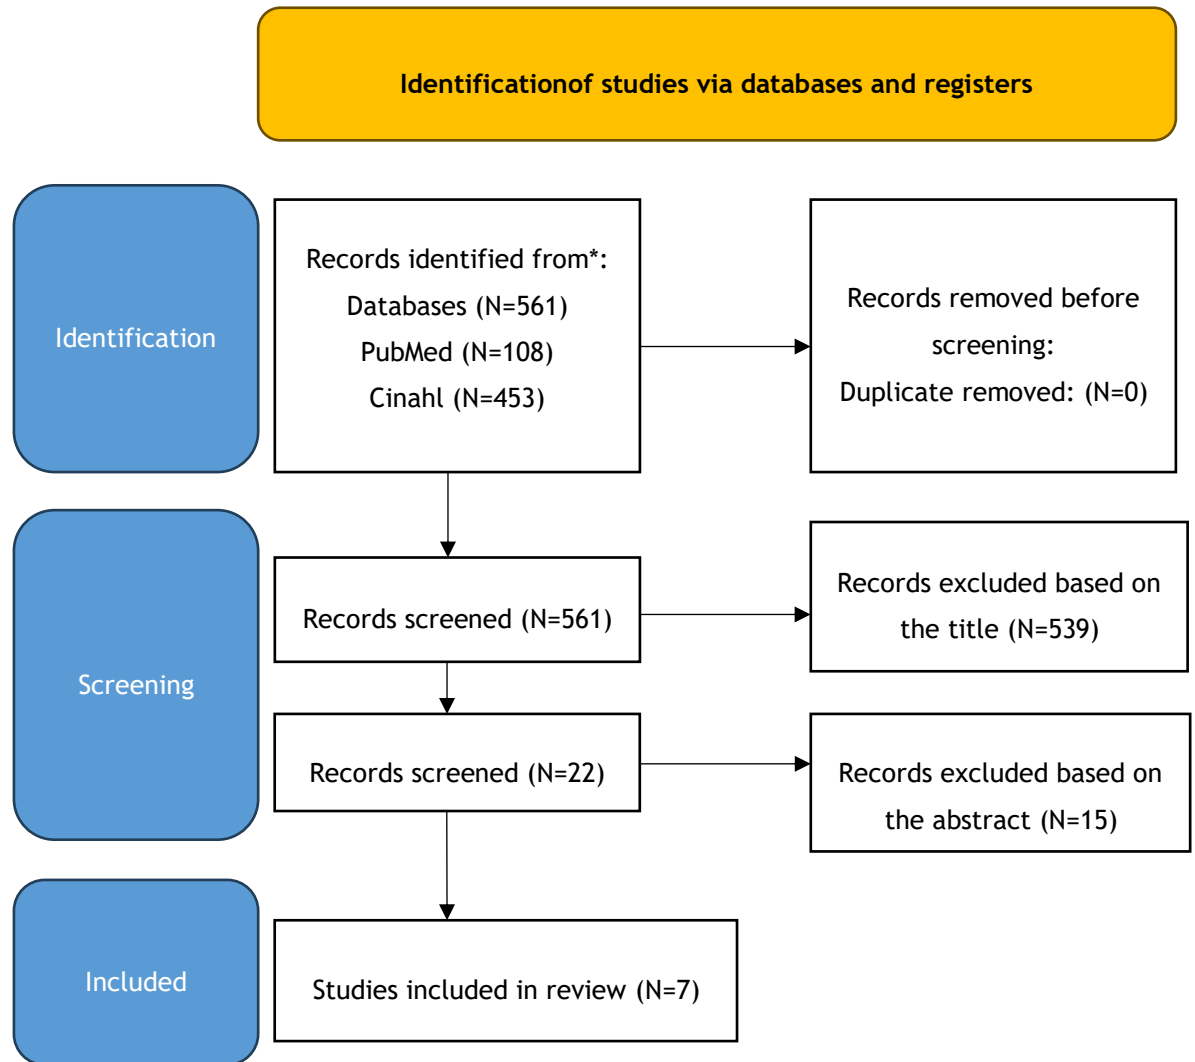 Identificationof studies via databases and registers
Identification
Records identified from*:
Databases (N=561)
PubMed (N=108)
Cinahl (N=453)
Records removed before
screening:
Duplicate removed: (N=0)
Screening
Records screened (N=561)
Records excluded based on
the title (N=539)
Records screened (N=22)
Records excluded based on
the abstract (N=15)
Included
Studies included in review (N=7)